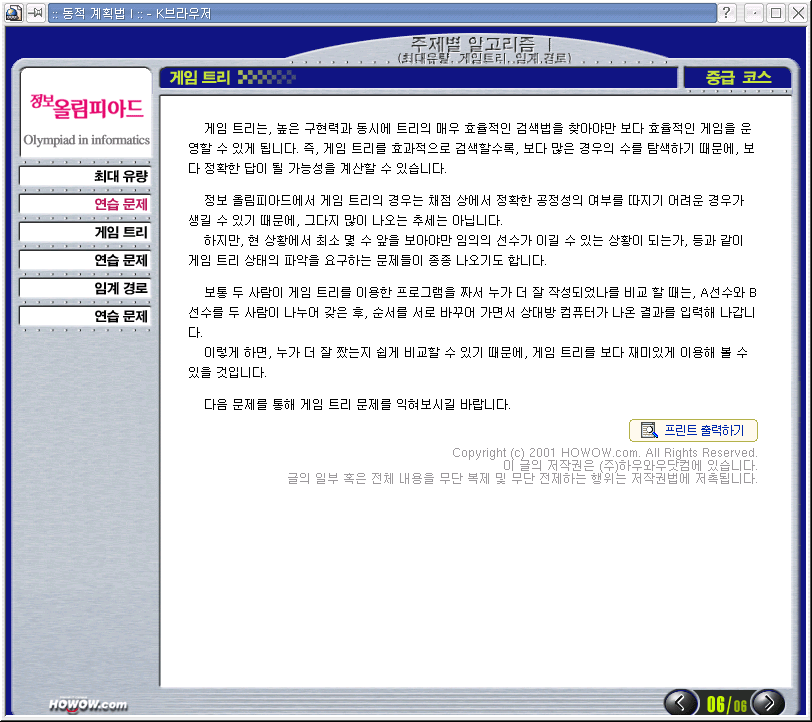 :: 동적 계획법 I :: - K브라우저
주제별 알고리즘 I
(최대유량, 게임트리, 임계,경로)
정보올림피아드
Olympiad in informatics
최대 유량
연습 문제
게임 트리
연습 문제
임계 경로
연습 문제
게임 트리
중급 코스
게임 트리는, 높은 구현력과 동시에 트리의 매우 효율적인 검색법을 찾아야만 보다 효율적인 게임을 운
영할 수 있게 됩니다. 즉, 게임 트리를 효과적으로 검색할수록, 보다 많은 경우의 수를 탐색하기 때문에, 보
다 정확한 답이 될 가능성을 계산할 수 있습니다.
정보 올림피아드에서 게임 트리의 경우는 채점 상에서 정확한 공정성의 여부를 따지기 어려운 경우가
생길 수 있기 때문에, 그다지 많이 나오는 추세는 아닙니다.
하지만, 현 상황에서 최소 몇 수 앞을 보아야만 임의의 선수가 이길 수 있는 상황이 되는가, 등과 같이
게임 트리 상태의 파악을 요구하는 문제들이 종종 나오기도 합니다.
보통 두 사람이 게임 트리를 이용한 프로그램을 짜서 누가 더 잘 작성되었나를 비교 할 때는, A선수와 B
선수를 두 사람이 나누어 갖은 후, 순서를 서로 바꾸어 가면서 상대방 컴퓨터가 나온 결과를 입력해 나갑니
다.
이렇게 하면, 누가 더 잘 짰는지 쉽게 비교할 수 있기 때문에, 게임 트리를 보다 재미있게 이용해 볼 수
있을 것입니다.
다음 문제를 통해 게임 트리 문제를 익혀보시길 바랍니다.
프린트 출력하기
Copyright (c) 2001 HOWOW.com. All Rights Reserved.
이 글의 저작권은 (주)하우와우닷컴에 있습니다.
글의 일부 혹은 전체 내용을 무단 복제 및 무단 전제하는 행위는 저작권법에 저촉됩니다.
HOWOW.com
06/06